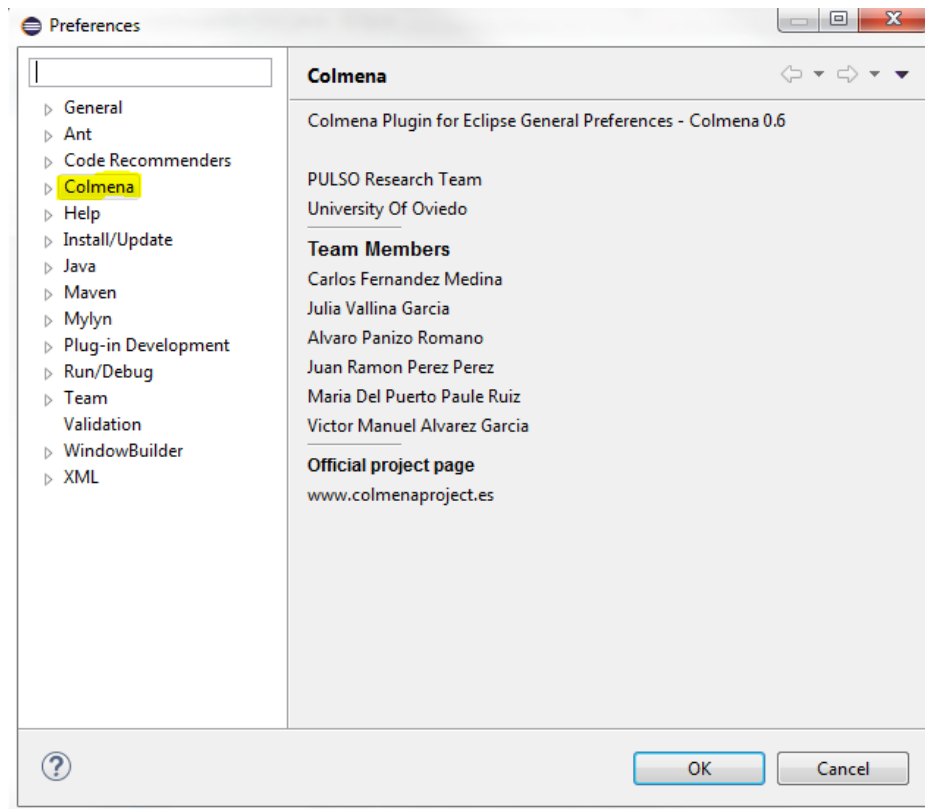 Preferences
General
Ant
Code Recommenders
Colmena
Help
Install/Update
Java
Maven
Mylyn
Plug-in Development
Run/Debug
Team
Validation
WindowBuilder
XML
Colmena
Colmena Plugin for Eclipse General Preferences - Colmena 0.6
PULSO Research Team
University Of Oviedo
Team Members
Carlos Fernandez Medina
Julia Vallina Garcia
Alvaro Panizo Romano
Juan Ramon Perez Perez
Maria Del Puerto Paule Ruiz
Victor Manuel Alvarez Garcia
Official project page
www.colmenaproject.es
OK
Cancel